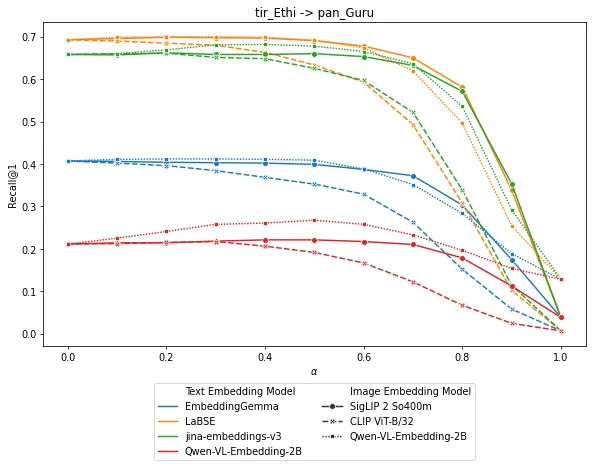 tir_Ethi -> pan_Guru
Recall@1
0.7
0.6
0.5
0.4
0.3
0.2
0.1
0.0
0.0 0.2 0.4 0.6 0.8 1.0
α
Text Embedding Model
EmbeddingGemma
LaBSE
jina-embeddings-v3
Qwen-VL-Embedding-2B
Image Embedding Model
SigLIP 2 So400m
CLIP ViT-B/32
Qwen-VL-Embedding-2B